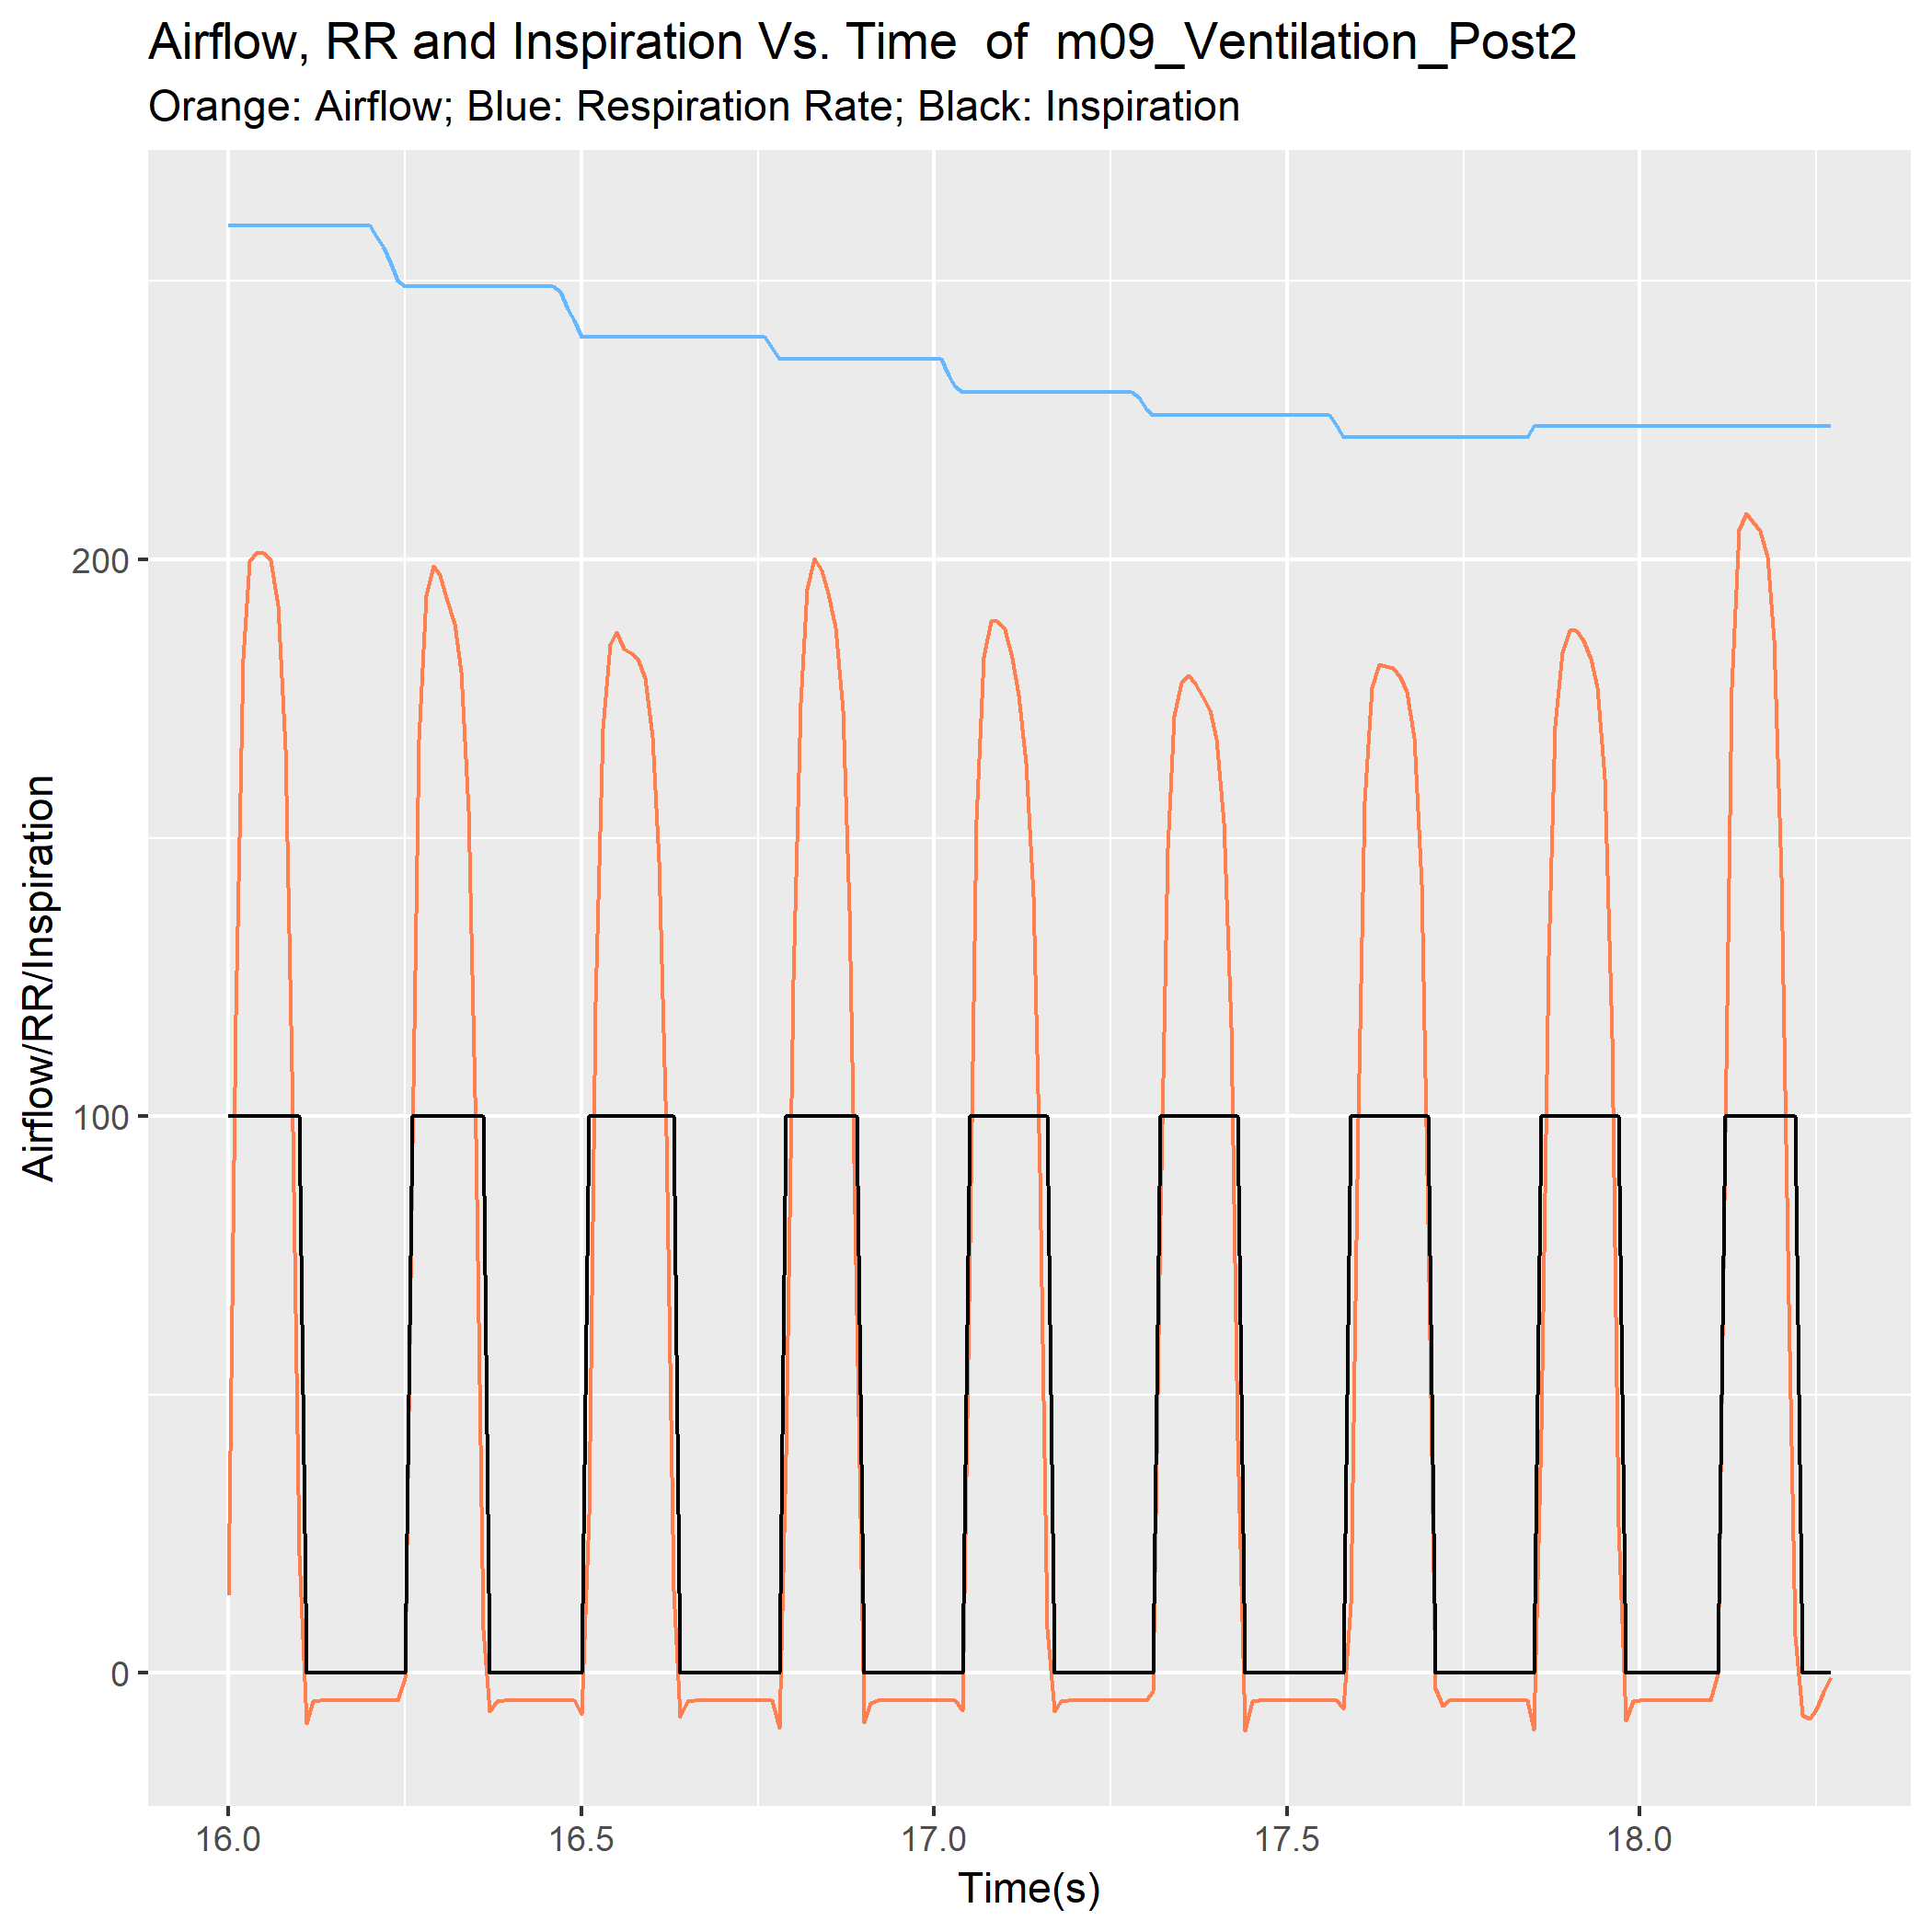 Airflow, RR and Inspiration Vs. Time  of  m09_Ventilation_Post2
Orange: Airflow; Blue: Respiration Rate; Black: Inspiration
Airflow/RR/Inspiration
200
100
0
16.0 16.5 17.0 17.5 18.0
Time(s)